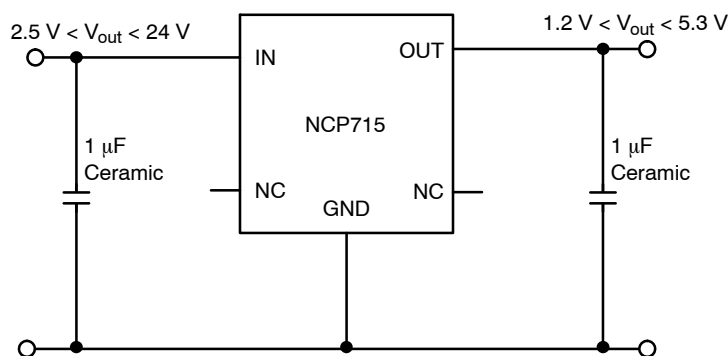 2.5 V < Vout < 24 V
1.2 V < Vout < 5.3 V
IN
OUT
NCP715
1 μF
Ceramic
1 μF
Ceramic
NC
NC
GND